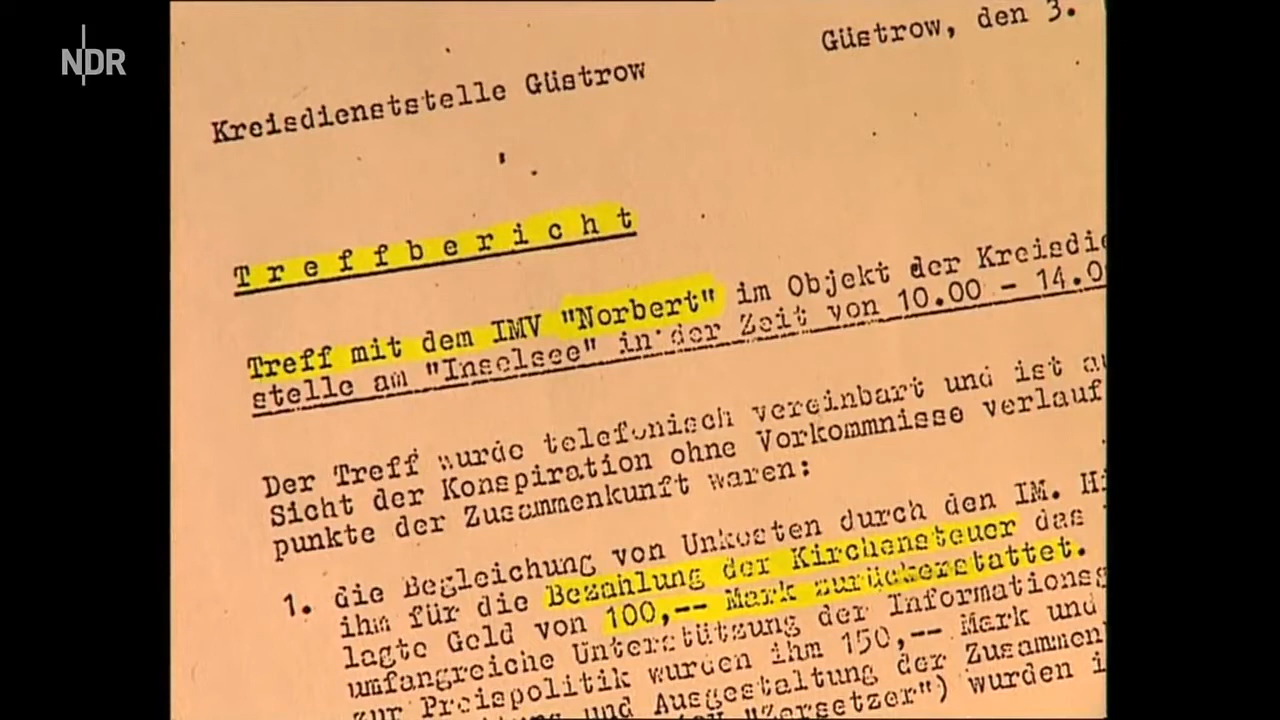 NDR
Güstrow, den 3.
Kreisdienststelle Güstrow
Treffbericht
Treff mit dem IMV "Norbert" im Objekt der Kreisdie
stelle am "Inselsee" in der Zeit von 10.00 - 14.0
Der Treff wurde telefonisch vereinbart und ist au
Sicht der Konspiration ohne Vorkommnisse verlauf
punkte der Zusammenkunft waren:
1. die Begleichung von Unkosten durch den IM. Hi
ihm für die Bezahlung der Kirchensteuer das
lagte Geld von 100,-- Mark zurückerstattet.
umfangreiche Unterstützung der Informationsg
zur Preispolitik wurden ihm 150,-- Mark und
und Ausgestaltung der Zusammen
"Zersetzer") wurden i